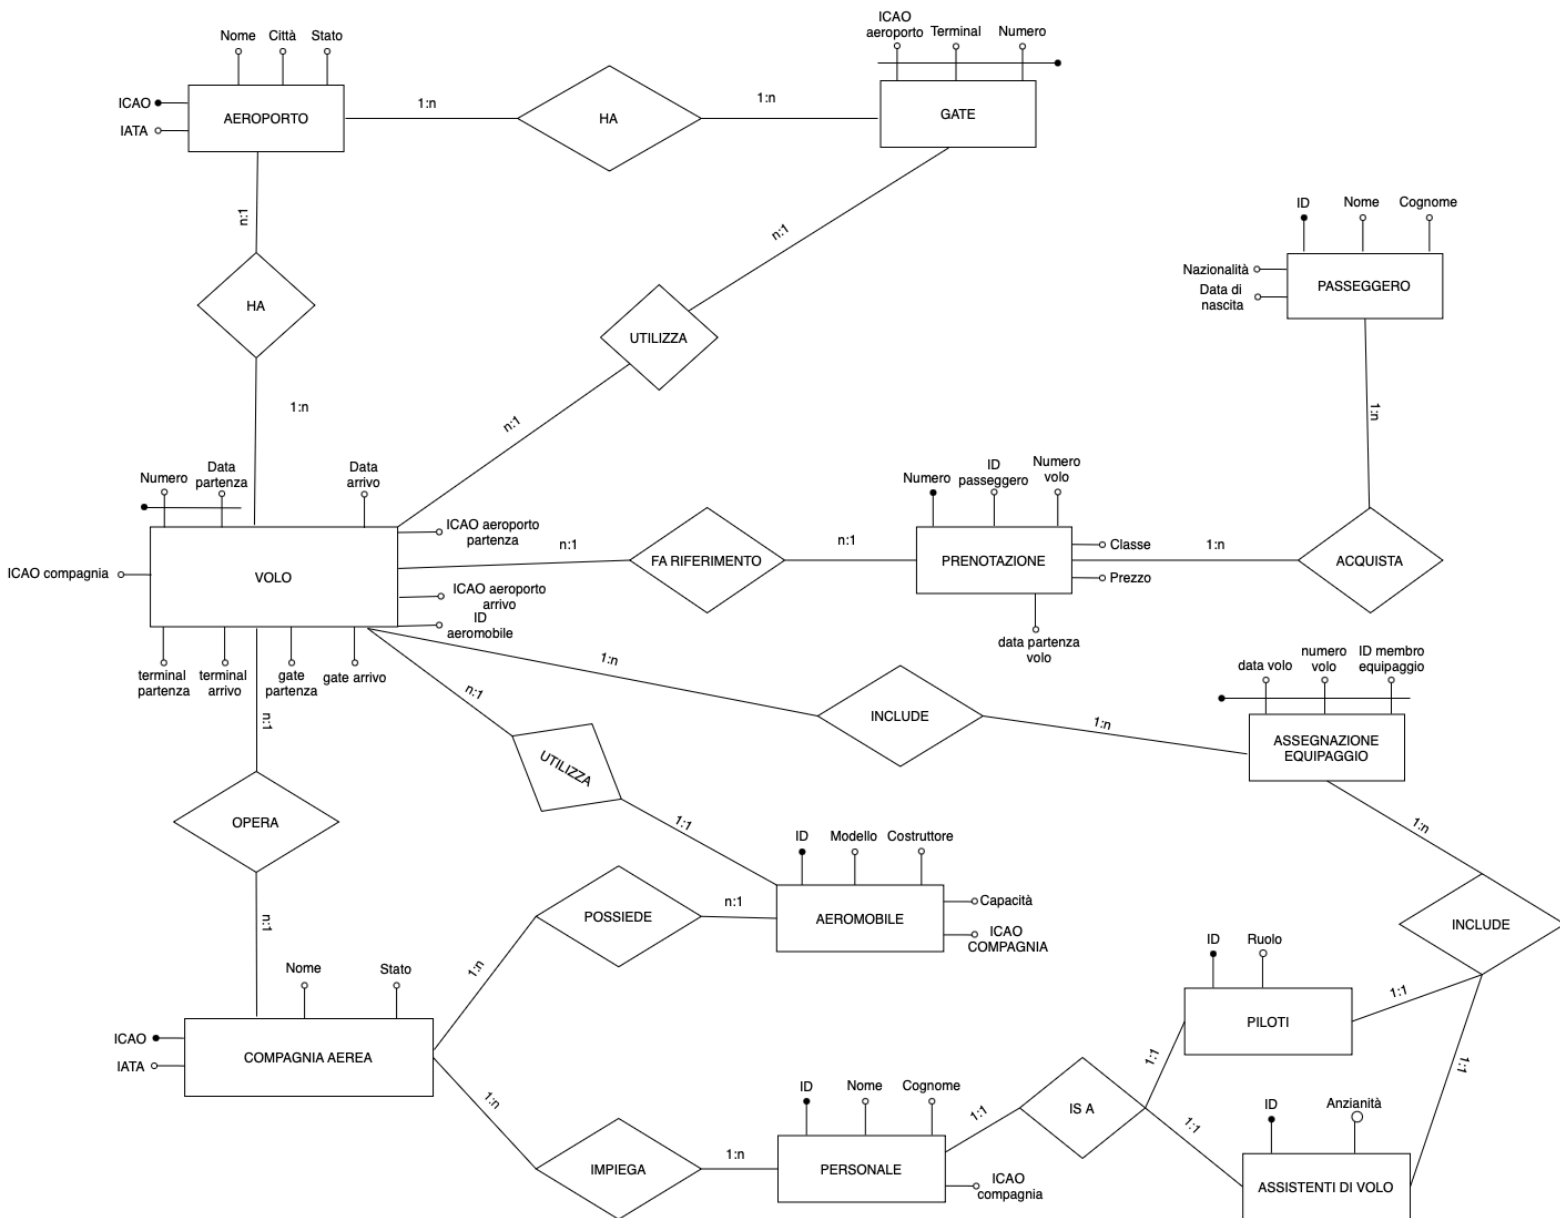 Nome
Città
Stato
ICAO
IATA
AEROPORTO
1:n
HA
1:n
ICAO
aeroporto
Terminal
Numero
GATE
n:1
HA
1:n
n:1
UTILIZZA
n:1
ID
Nome
Cognome
Nazionalità
Data di
nascita
PASSEGGERO
1:n
Numero
Data
partenza
Data
arrivo
ICAO compagnia
VOLO
ICAO aeroporto
partenza
ICAO aeroporto
arrivo
ID
aeromobile
terminal
partenza
terminal
arrivo
gate
partenza
gate arrivo
n:1
FA RIFERIMENTO
n:1
Numero
ID
passeggero
Numero
volo
PRENOTAZIONE
Classe
Prezzo
data partenza
volo
1:n
ACQUISTA
1:n
INCLUDE
1:n
data volo
numero
volo
ID membro
equipaggio
ASSEGNAZIONE
EQUIPAGGIO
n:1
OPERA
n:1
n:1
UTILIZZA
1:1
ID
Modello
Costruttore
AEROMOBILE
Capacità
ICAO
COMPAGNIA
1:n
POSSIEDE
n:1
1:n
INCLUDE
1:1
1:1
ID
Ruolo
PILOTI
Nome
Stato
ICAO
IATA
COMPAGNIA AEREA
1:n
IMPIEGA
1:n
ID
Nome
Cognome
PERSONALE
ICAO
compagnia
1:1
IS A
1:1
1:1
ID
Anzianità
ASSISTENTI DI VOLO